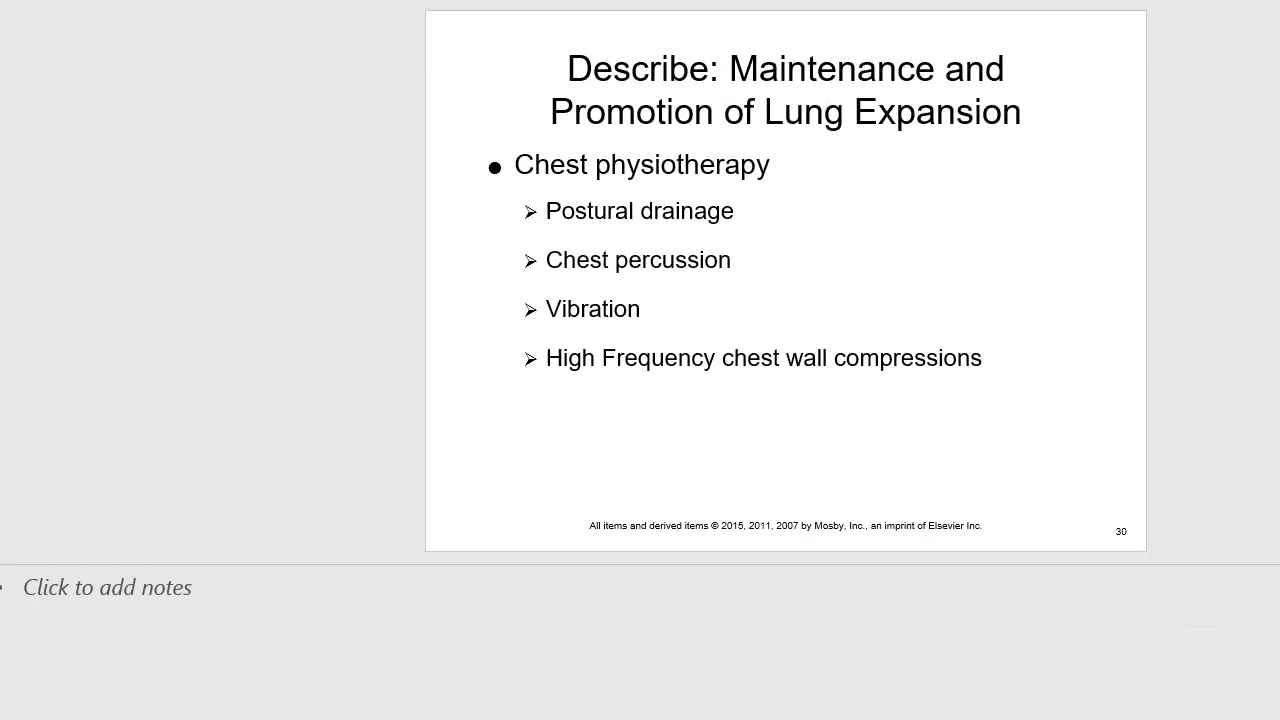 Describe: Maintenance and
Promotion of Lung Expansion
● Chest physiotherapy
➢ Postural drainage
➢ Chest percussion
➢ Vibration
➢ High Frequency chest wall compressions
All items and derived items © 2015, 2011, 2007 by Mosby, Inc., an imprint of Elsevier Inc.
30
• Click to add notes